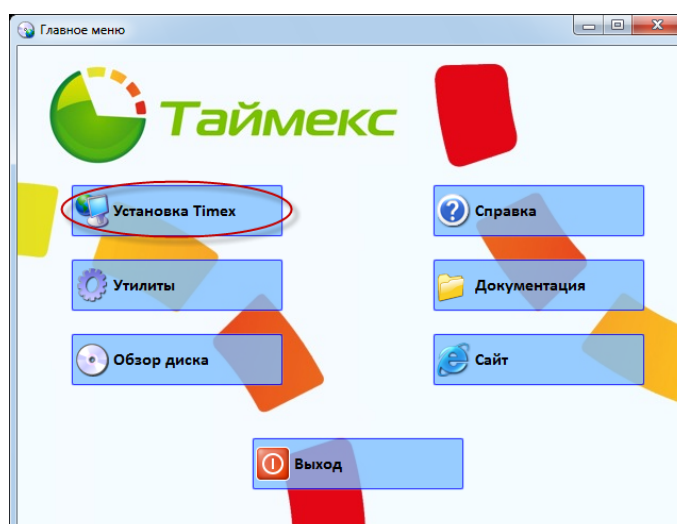 Главное меню
Таймекс
Установка Timex
Справка
Утилиты
Документация
Обзор диска
Сайт
Выход